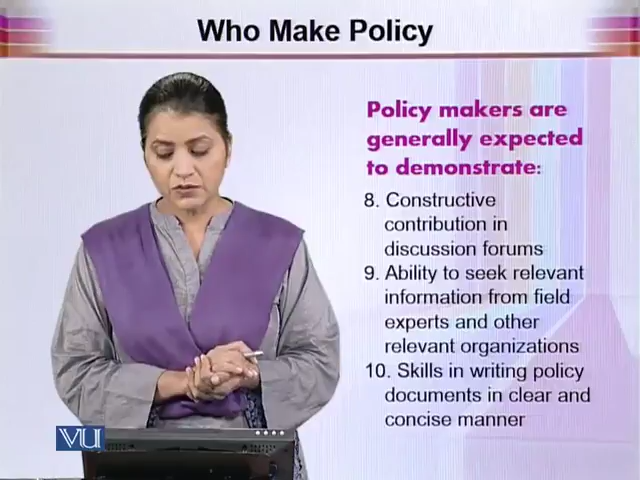 Who Make Policy
Policy makers are
generally expected
to demonstrate:
8. Constructive
contribution in
discussion forums
9. Ability to seek relevant
information from field
experts and other
relevant organizations
10. Skills in writing policy
documents in clear and
concise manner
VU